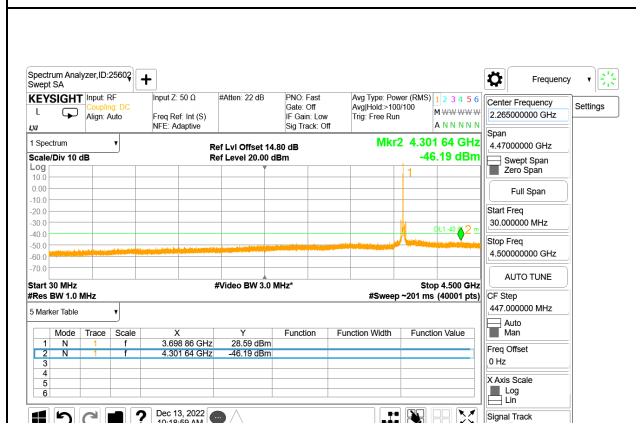 Spectrum Analyzer,ID:25602
Swept SA
Frequency
KEYSIGHT
L
Input: RF
Coupling: DC
Align: Auto
Input Z: 50 Ω
Freq Ref: Int (S)
NFE: Adaptive
#Atten: 22 dB
PNO: Fast
Gate: Off
IF Gain: Low
Sig Track: Off
Avg Type: Power (RMS)
Avg|Hold:>100/100
Trig: Free Run
1 2 3 4 5 6
M W W W W W
A N N N N N
LXI
1 Spectrum
Scale/Div 10 dB
Ref Lvl Offset 14.80 dB
Ref Level 20.00 dBm
Mkr2 4.301 64 GHz
-46.19 dBm
Log
10.0
0.00
-10.0
-20.0
-30.0
-40.0
-50.0
-60.0
-70.0
1
2
Start 30 MHz
#Res BW 1.0 MHz
#Video BW 3.0 MHz*
Stop 4.500 GHz
#Sweep ~201 ms (40001 pts)
5 Marker Table
Mode Trace Scale X Y Function Function Width Function Value
1 N 1 f 3.698 86 GHz 28.59 dBm
2 N 1 f 4.301 64 GHz -46.19 dBm
3
4
5
6
Dec 13, 2022
10:18:59 AM
Center Frequency
2.265000000 GHz
Settings
Span
4.47000000 GHz
Swept Span
Zero Span
Full Span
Start Freq
30.000000 MHz
Stop Freq
4.500000000 GHz
AUTO TUNE
CF Step
447.000000 MHz
Auto
Man
Freq Offset
0 Hz
X Axis Scale
Log
Lin
Signal Track